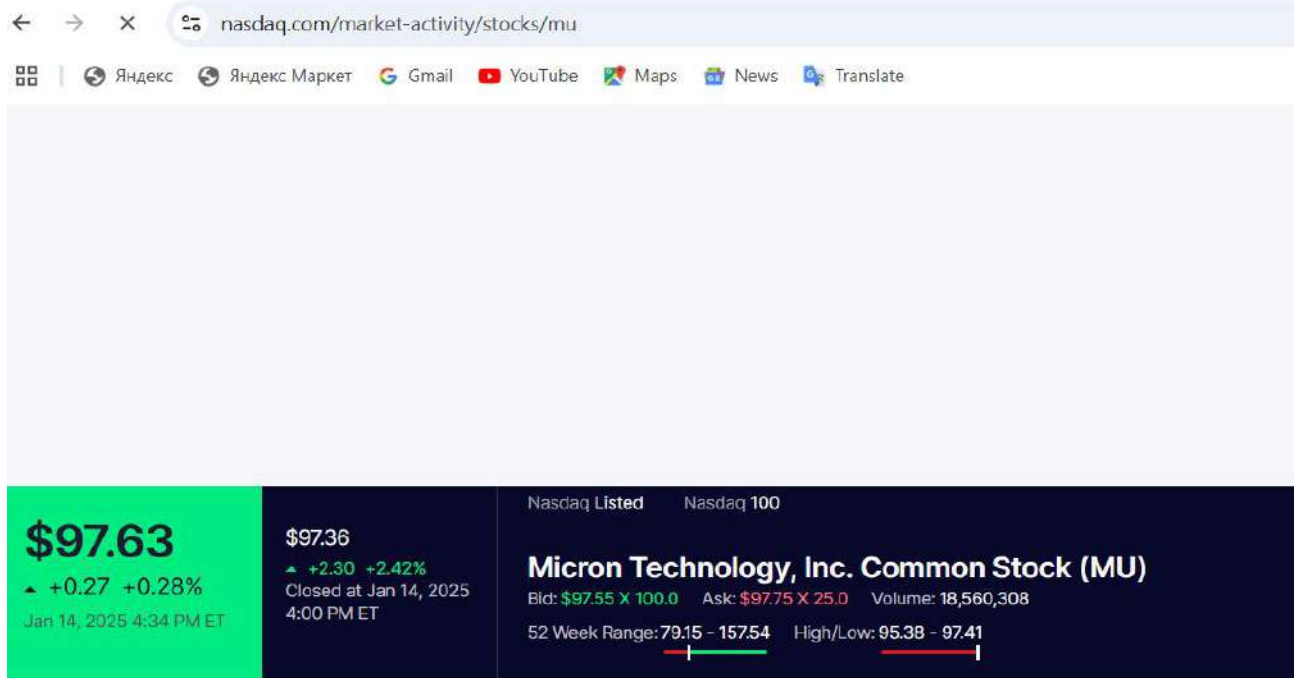 nasdaq.com/market-activity/stocks/mu
Яндекс Яндекс Маркет Gmail YouTube Maps News Translate
$97.63
▲ +0.27 +0.28%
Jan 14, 2025 4:34 PM ET
$97.36
▲ +2.30 +2.42%
Closed at Jan 14, 2025
4:00 PM ET
Nasdaq Listed Nasdaq 100
Micron Technology, Inc. Common Stock (MU)
Bid: $97.55 X 100.0 Ask: $97.75 X 25.0 Volume: 18,560,308
52 Week Range: 79.15 - 157.54 High/Low: 95.38 - 97.41